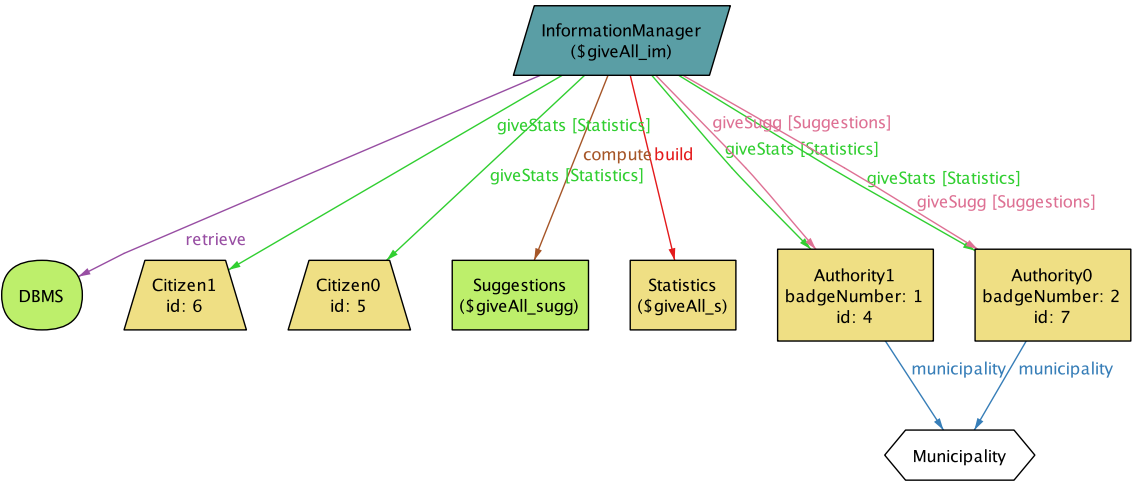 InformationManager
($giveAll_im)
giveSugg [Suggestions]
giveStats [Statistics]
giveStats [Statistics]
compute
build
giveStats [Statistics]
giveStats [Statistics]
giveSugg [Suggestions]
retrieve
DBMS
Citizen1
id: 6
Citizen0
id: 5
Suggestions
($giveAll_sugg)
Statistics
($giveAll_s)
Authority1
badgeNumber: 1
id: 4
Authority0
badgeNumber: 2
id: 7
municipality
municipality
Municipality